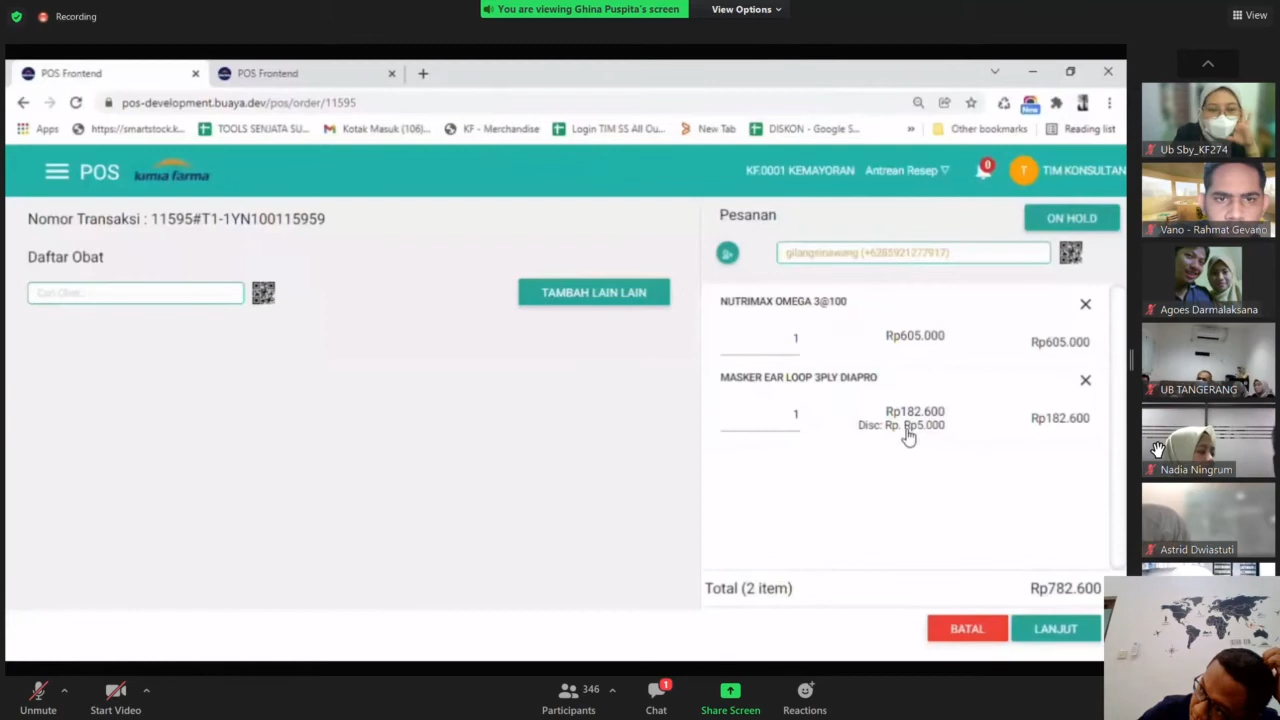 Recording
You are viewing Ghina Puspita's screen
View Options
View
POS Frontend
POS Frontend
pos-development.buaya.dev/pos/order/11595
New
Apps
https://smartstock.k...
TOOLS SENJATA SU...
Kotak Masuk (106)...
KF - Merchandise
Login TIM SS All Ou...
New Tab
DISKON - Google S...
»
Other bookmarks
Reading list
POS
kimia farma
KF.0001 KEMAYORAN
Antrean Resep
0
T
TIM KONSULTAN
Nomor Transaksi : 11595#T1-1YN100115959
Daftar Obat
Cari Obat...
TAMBAH LAIN LAIN
Pesanan
ON HOLD
gilangsinawang (+6285921277917)
NUTRIMAX OMEGA 3@100
1
Rp605.000
Rp605.000
MASKER EAR LOOP 3PLY DIAPRO
1
Rp182.600
Disc: Rp. Rp5.000
Rp182.600
Total (2 item)
Rp782.600
BATAL
LANJUT
Ub Sby_KF274
Vano - Rahmat Gevano
Agoes Darmalaksana
UB TANGERANG
Nadia Ningrum
Astrid Dwiastuti
Unmute
Start Video
346
Participants
1
Chat
Share Screen
Reactions